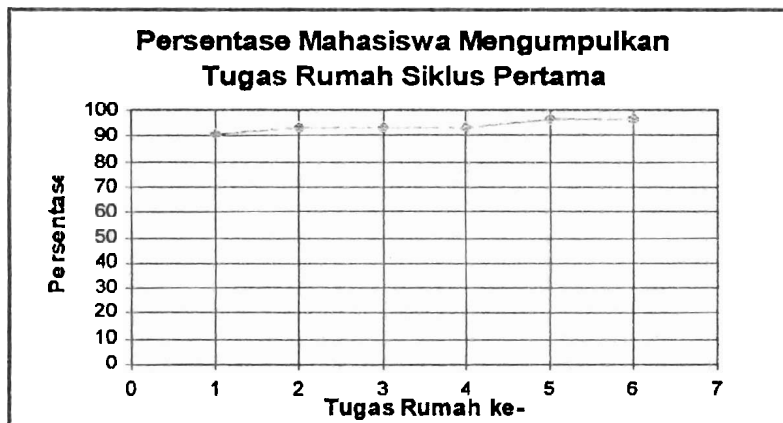 Persentase Mahasiswa Mengumpulkan
Tugas Rumah Siklus Pertama
Persentase
100
90
80
70
60
50
40
30
20
10
0
0 1 2 3 4 5 6 7
Tugas Rumah ke-